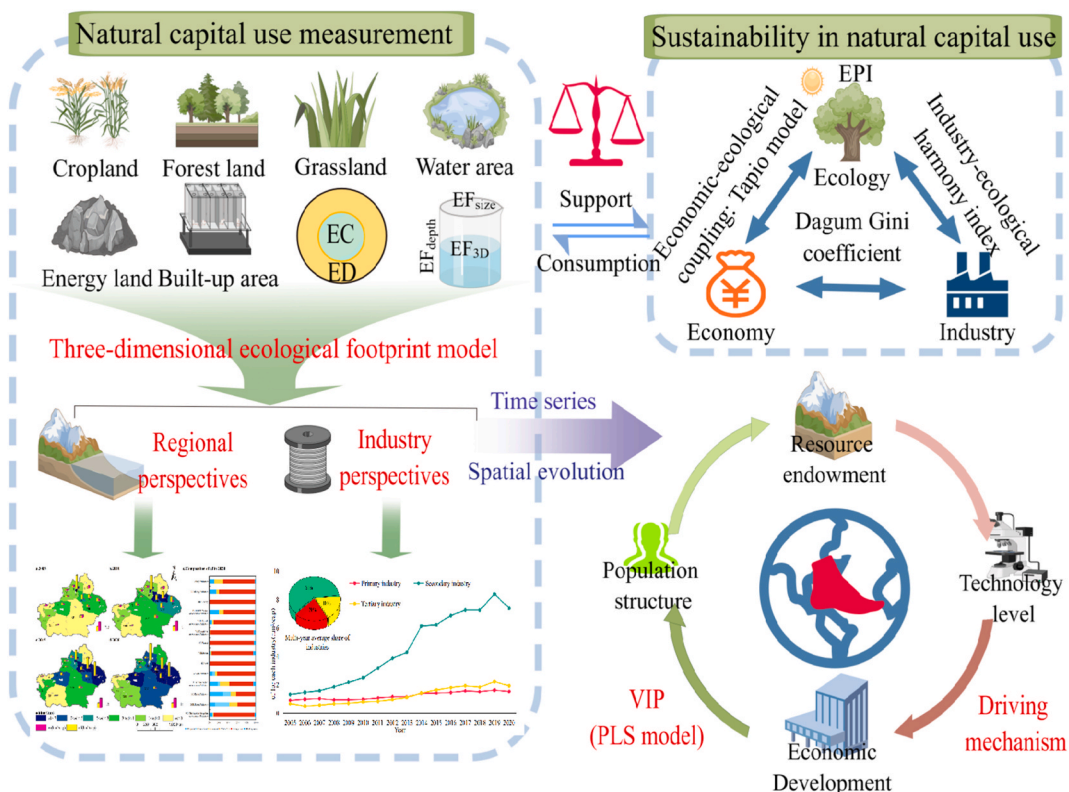 Natural capital use measurement
Cropland
Forest land
Grassland
Water area
Energy land
Built-up area
EC
ED
EFsize
EFdepth
EF3D
Three-dimensional ecological footprint model
Regional
perspectives
Industry
perspectives
Primary industry
Secondary industry
Tertiary industry
Multi-year average share of
industries
2005 2006 2007 2008 2009 2010 2011 2012 2013 2014 2015 2016 2017 2018 2019 2020
Year
Support
Consumption
Sustainability in natural capital use
EPI
Ecology
Economic-ecological
coupling: Tapio model
Industry-ecological
harmony index
Dagum Gini
coefficient
Economy
Industry
Time series
Spatial evolution
Resource
endowment
Population
structure
Technology
level
VIP
(PLS model)
Driving
mechanism
Economic
Development